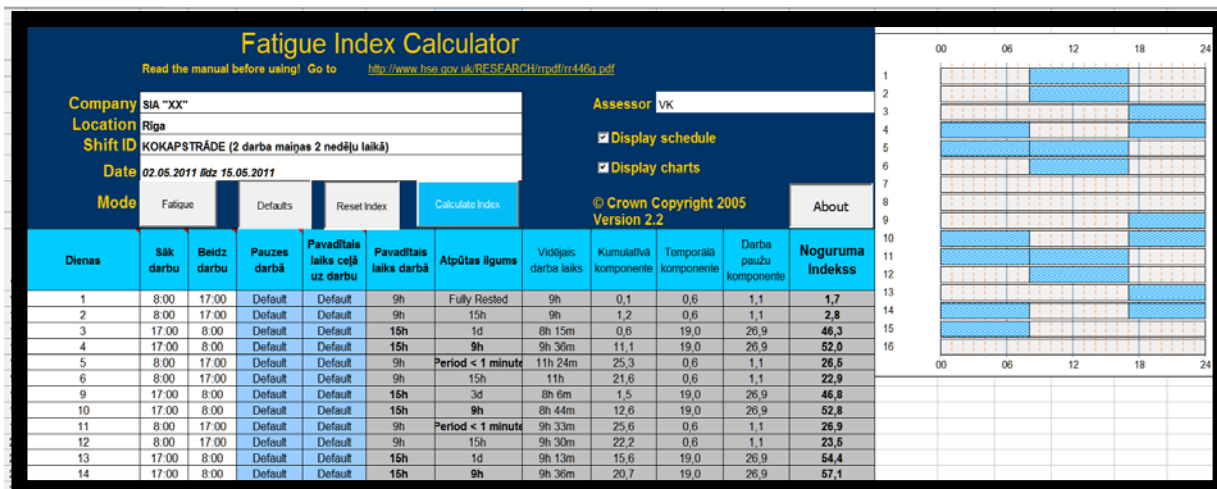 Fatigue Index Calculator
Read the manual before using! Go to http://www.hse.gov.uk/RESEARCH/rrpdf/rr446g.pdf
Company SIA "XX" Assessor VK
Location Rīga
Shift ID KOKAPSTRĀDE (2 darba maiņas 2 nedēļu laikā)
Display schedule
Date 02.05.2011 līdz 15.05.2011
Display charts
Mode Fatigue Defaults Reset Index Calculate Index
© Crown Copyright 2005
Version 2.2
About
Dienas Sāk darbu Beidz darbu Pauzes darbā Pavadītais laiks ceļā uz darbu Pavadītais laiks darbā Atpūtas ilgums Vidējais darba laiks Kumulatīvā komponente Temporālā komponente Darba paužu komponente Noguruma Indekss
1 8:00 17:00 Default Default 9h Fully Rested 9h 0,1 0,6 1,1 1,7
2 8:00 17:00 Default Default 9h 15h 9h 1,2 0,6 1,1 2,8
3 17:00 8:00 Default Default 15h 1d 8h 15m 0,6 19,0 26,9 46,3
4 17:00 8:00 Default Default 15h 9h 9h 36m 11,1 19,0 26,9 52,0
5 8:00 17:00 Default Default 9h Period < 1 minute 11h 24m 25,3 0,6 1,1 26,5
6 8:00 17:00 Default Default 9h 15h 11h 21,6 0,6 1,1 22,9
9 17:00 8:00 Default Default 15h 3d 8h 6m 1,5 19,0 26,9 46,8
10 17:00 8:00 Default Default 15h 9h 8h 44m 12,6 19,0 26,9 52,8
11 8:00 17:00 Default Default 9h Period < 1 minute 9h 33m 25,6 0,6 1,1 26,9
12 8:00 17:00 Default Default 9h 15h 9h 30m 22,2 0,6 1,1 23,5
13 17:00 8:00 Default Default 15h 1d 9h 13m 15,6 19,0 26,9 54,4
14 17:00 8:00 Default Default 15h 9h 9h 36m 20,7 19,0 26,9 57,1
00 06 12 18 24
1
2
3
4
5
6
7
8
9
10
11
12
13
14
15
16
00 06 12 18 24